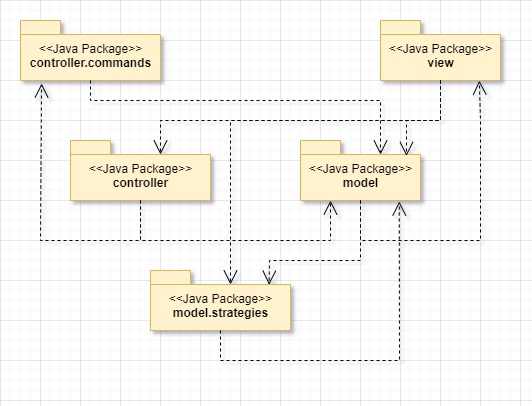 <<Java Package>>
controller.commands
<<Java Package>>
view
<<Java Package>>
controller
<<Java Package>>
model
<<Java Package>>
model.strategies